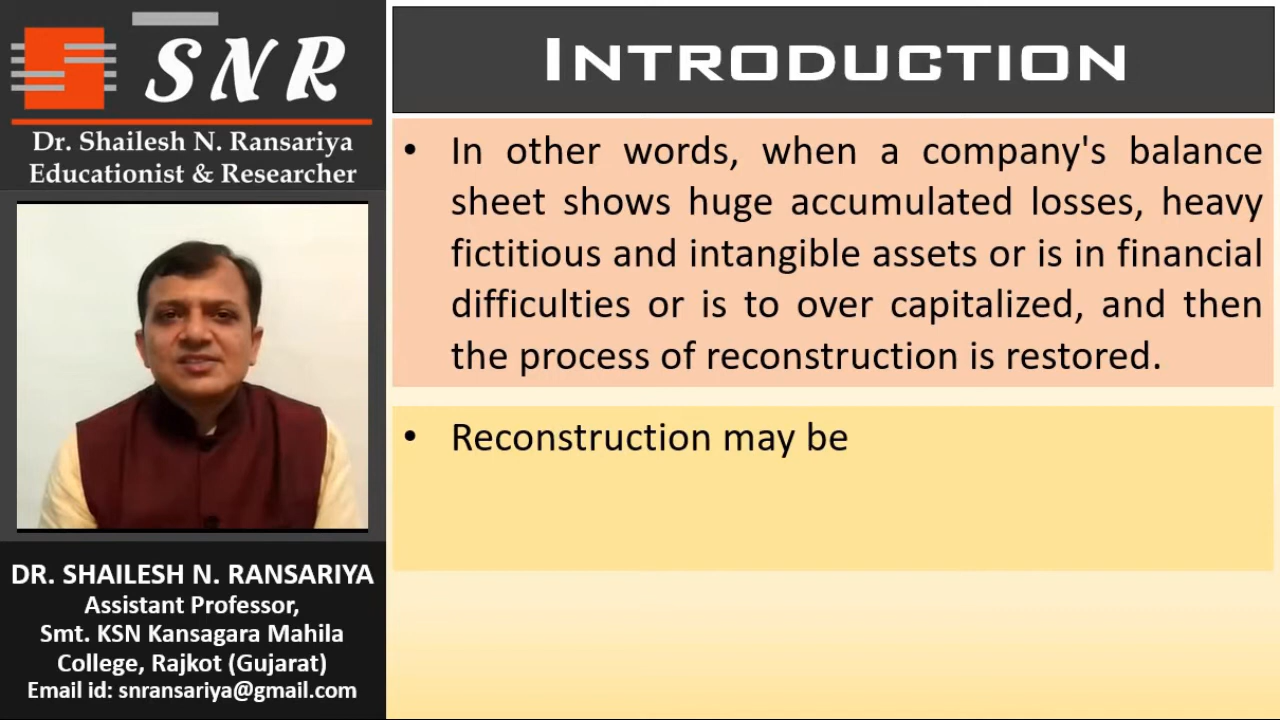 SNR
Dr. Shailesh N. Ransariya
Educationist & Researcher
DR. SHAILESH N. RANSARIYA
Assistant Professor,
Smt. KSN Kansagara Mahila
College, Rajkot (Gujarat)
Email id: snransariya@gmail.com
INTRODUCTION
• In other words, when a company's balance
sheet shows huge accumulated losses, heavy
fictitious and intangible assets or is in financial
difficulties or is to over capitalized, and then
the process of reconstruction is restored.
• Reconstruction may be